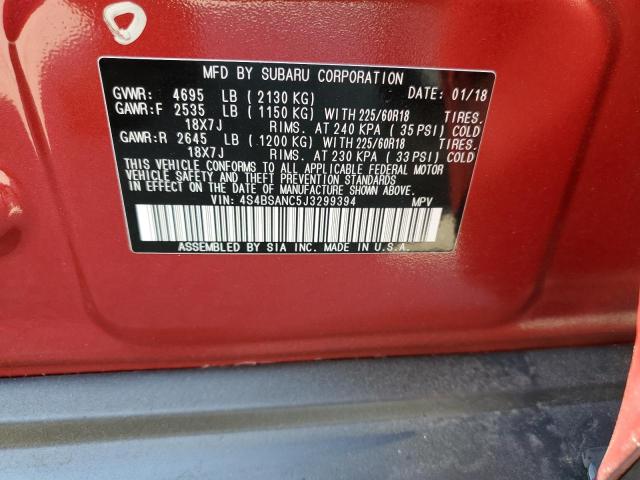 MFD BY SUBARU CORPORATION
GVWR: 4695 LB ( 2130 KG) DATE: 01/18
GAWR:F 2535 LB ( 1150 KG) WITH 225/60R18 TIRES.
18X7J RIMS. AT 240 KPA ( 35 PSI) COLD
GAWR:R 2645 LB ( 1200 KG) WITH 225/60R18 TIRES.
18X7J RIMS. AT 230 KPA ( 33 PSI) COLD
THIS VEHICLE CONFORMS TO ALL APPLICABLE FEDERAL MOTOR
VEHICLE SAFETY AND THEFT PREVENTION STANDARDS
IN EFFECT ON THE DATE OF MANUFACTURE SHOWN ABOVE.
VIN: 4S4BSANC5J3299394 MPV
ASSEMBLED BY SIA INC. MADE IN U.S.A.